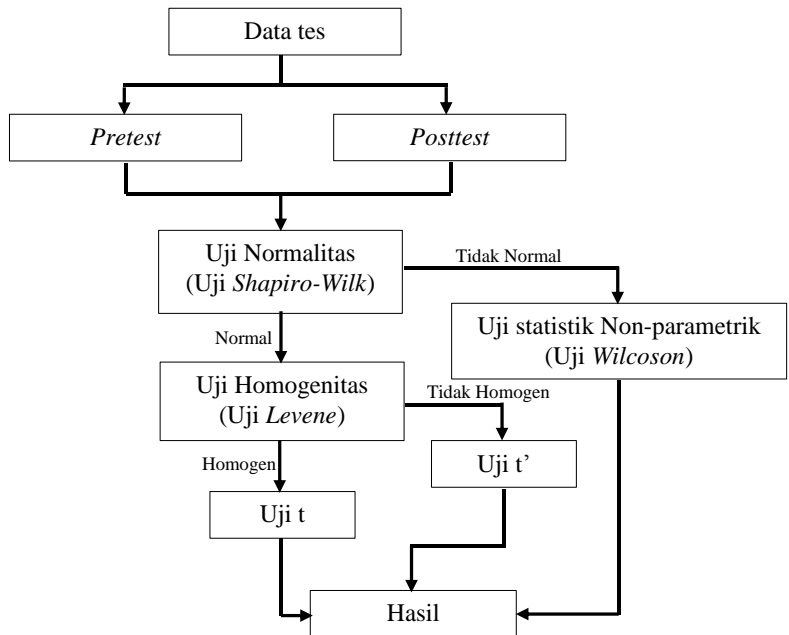 Data tes
Pretest
Posttest
Uji Normalitas
(Uji Shapiro-Wilk)
Tidak Normal
Uji statistik Non-parametrik
(Uji Wilcoson)
Normal
Uji Homogenitas
(Uji Levene)
Tidak Homogen
Uji t’
Homogen
Uji t
Hasil